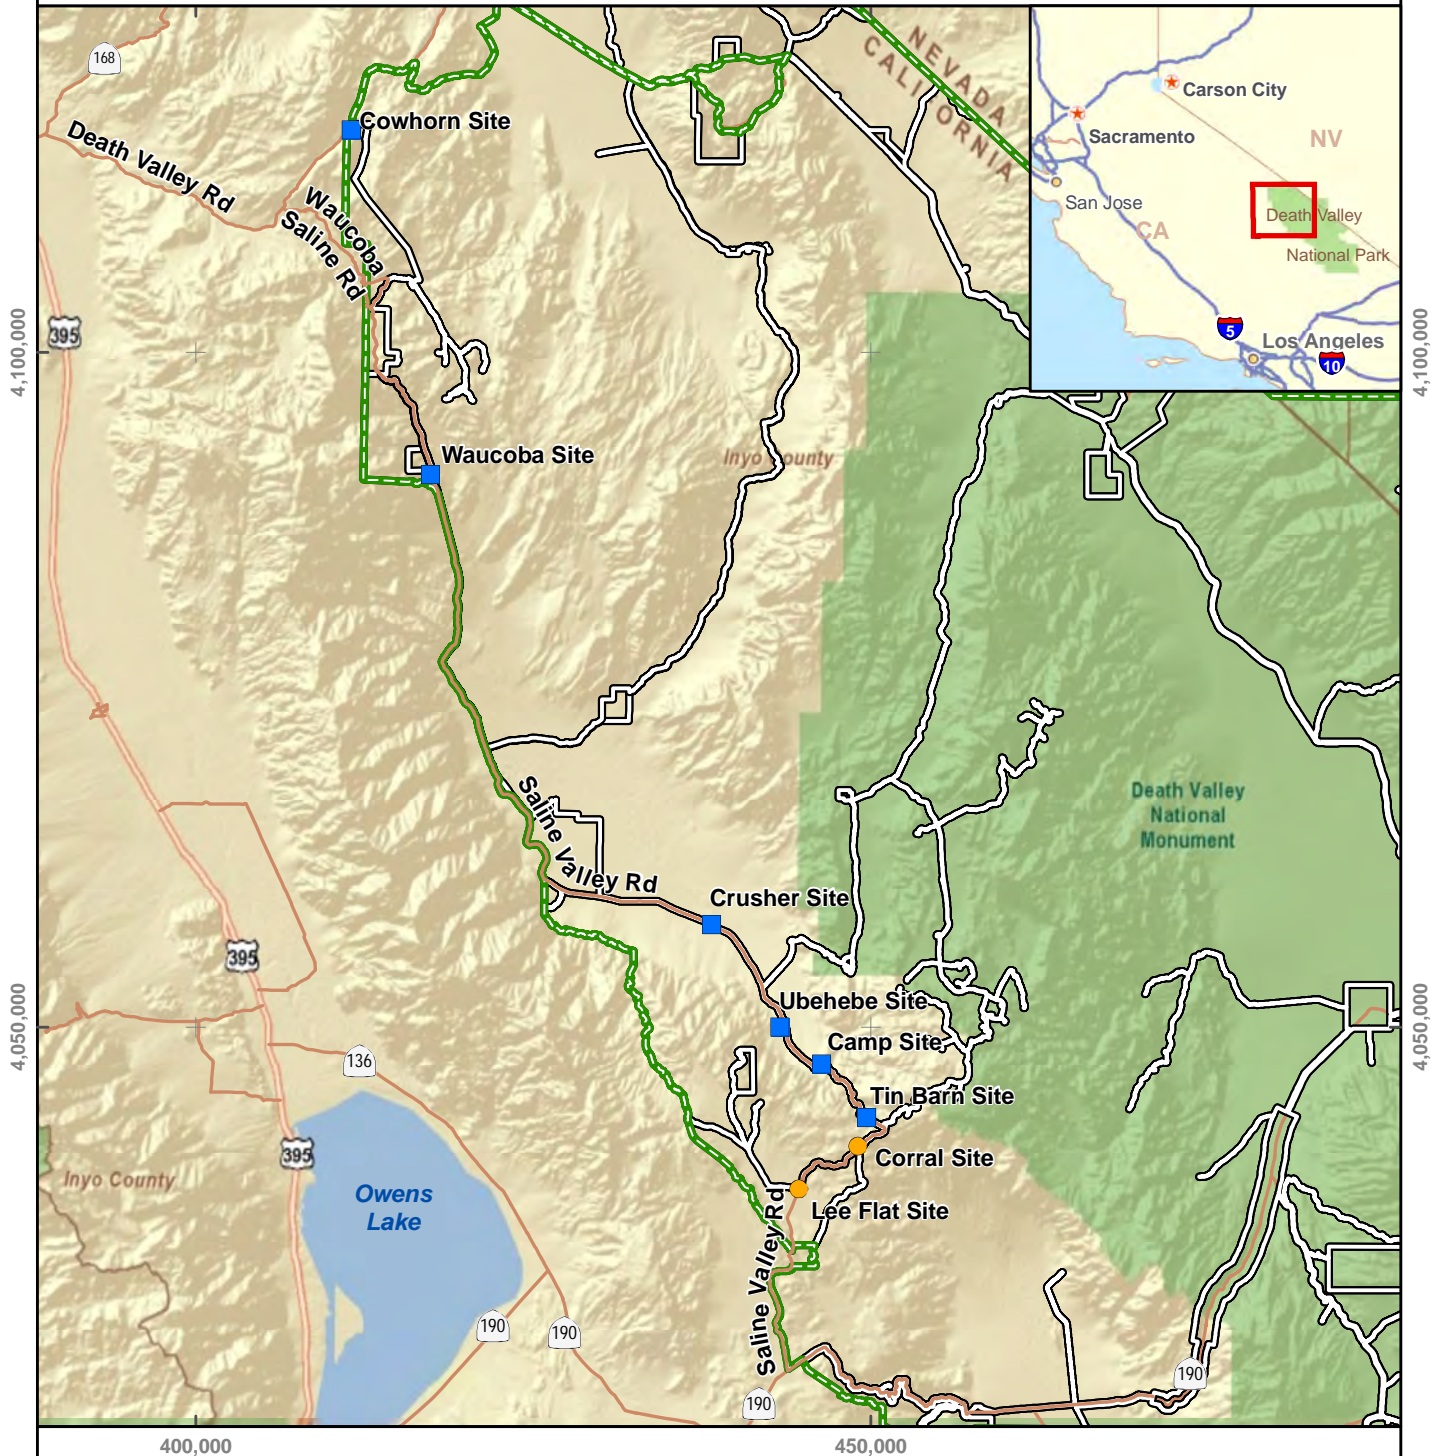 168
Cowhorn Site
Death Valley Rd
Waucoba
Saline Rd
NEVADA
CALIFORNIA
Carson City
Sacramento
NV
San Jose
CA
Death Valley
National Park
5
Los Angeles
10
395
4,100,000
4,100,000
Waucoba Site
Inyo County
Saline Valley Rd
Death Valley
National
Monument
Crusher Site
395
Ubehebe Site
4,050,000
4,050,000
Camp Site
136
Tin Barn Site
395
Corral Site
Inyo County
Owens
Lake
Lee Flat Site
Saline Valley Rd
190
190
190
190
400,000
450,000